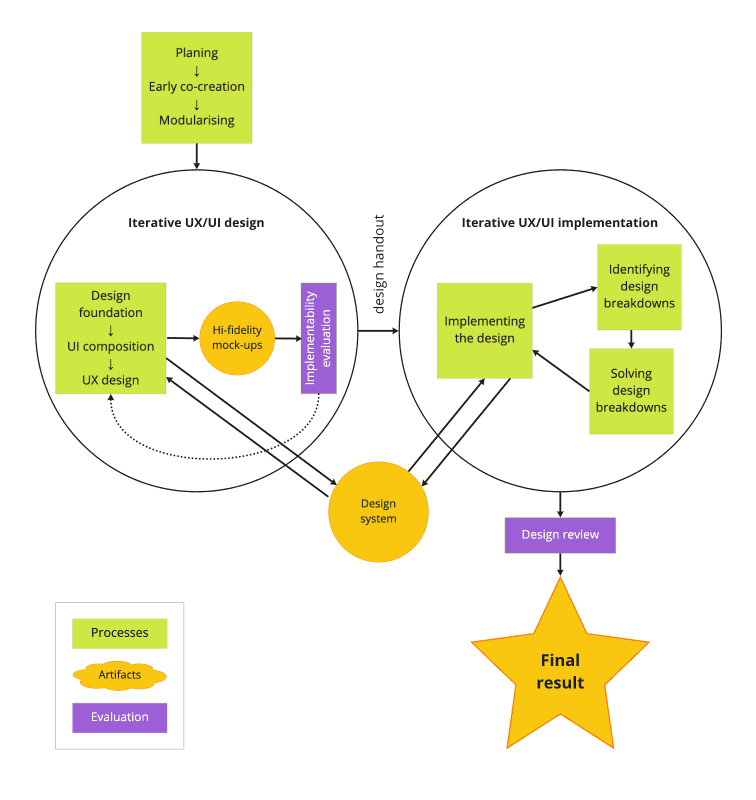 Planing
↓
Early co-creation
↓
Modularising
Iterative UX/UI design
design handout
Iterative UX/UI implementation
Design
foundation
↓
UI composition
↓
UX design
Hi-fidelity
mock-ups
Implementability
evaluation
Implementing
the design
Identifying
design
breakdowns
Solving
design
breakdowns
Design
system
Design review
Final
result
Processes
Artifacts
Evaluation